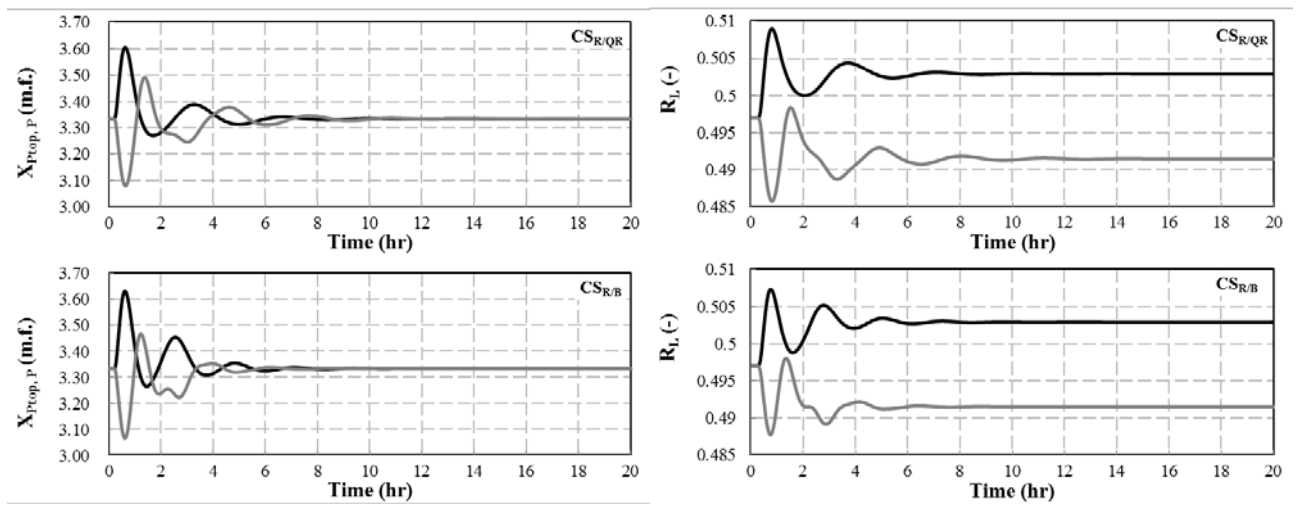 3.70
3.60
3.50
3.40
3.30
3.20
3.10
3.00
X_Ptop, P (m.f.)
CS_R/QR
0 2 4 6 8 10 12 14 16 18 20
Time (hr)
0.51
0.505
0.5
0.495
0.49
0.485
R_L (-)
CS_R/QR
0 2 4 6 8 10 12 14 16 18 20
Time (hr)
3.70
3.60
3.50
3.40
3.30
3.20
3.10
3.00
X_Ptop, P (m.f.)
CS_R/B
0 2 4 6 8 10 12 14 16 18 20
Time (hr)
0.51
0.505
0.5
0.495
0.49
0.485
R_L (-)
CS_R/B
0 2 4 6 8 10 12 14 16 18 20
Time (hr)